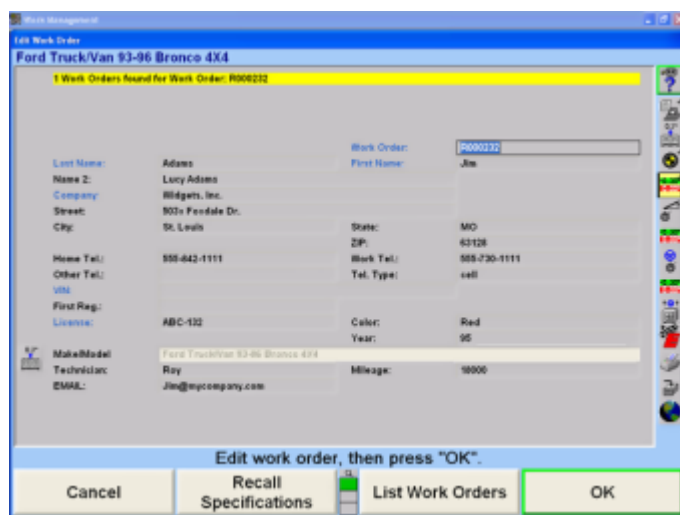 Work Management
Edit Work Order
Ford Truck/Van 93-96 Bronco 4X4
1 Work Orders found for Work Order: R000232
Work Order: R000232
Last Name: Adams First Name: Jim
Name 2: Lucy Adams
Company: Widgets, Inc.
Street: Dr.
City: St. Louis State: MO
ZIP: 63128
Home Tel.: 555-842-1111 Work Tel.: 555-730-1111
Other Tel.: Tel. Type: cell
VIN:
First Reg.:
License: ABC-132 Color: Red
Year: 95
Make/Model Ford Truck/Van 93-96 Bronco 4X4
Technician: Ray Mileage: 18000
EMAIL: Jim@mycompany.com
Edit work order, then press "OK".
Cancel
Recall
Specifications
List Work Orders
OK